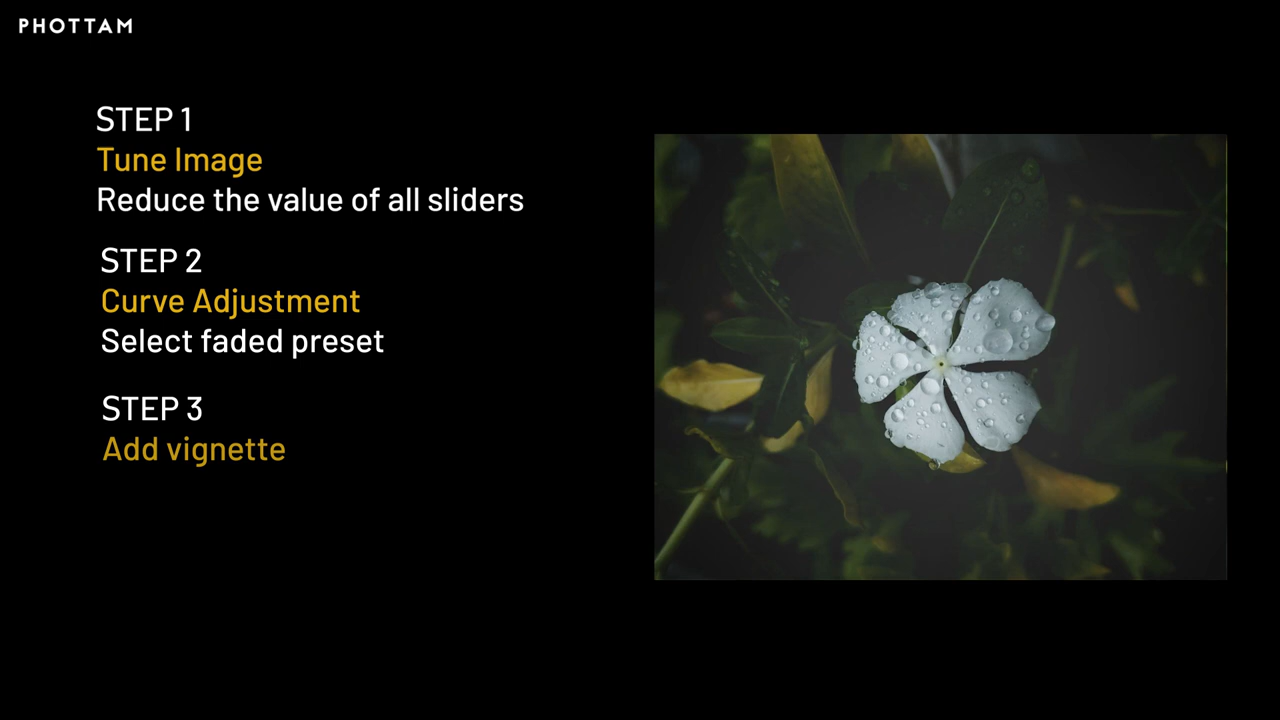 PHOTTAM
STEP 1
Tune Image
Reduce the value of all sliders
STEP 2
Curve Adjustment
Select faded preset
STEP 3
Add vignette